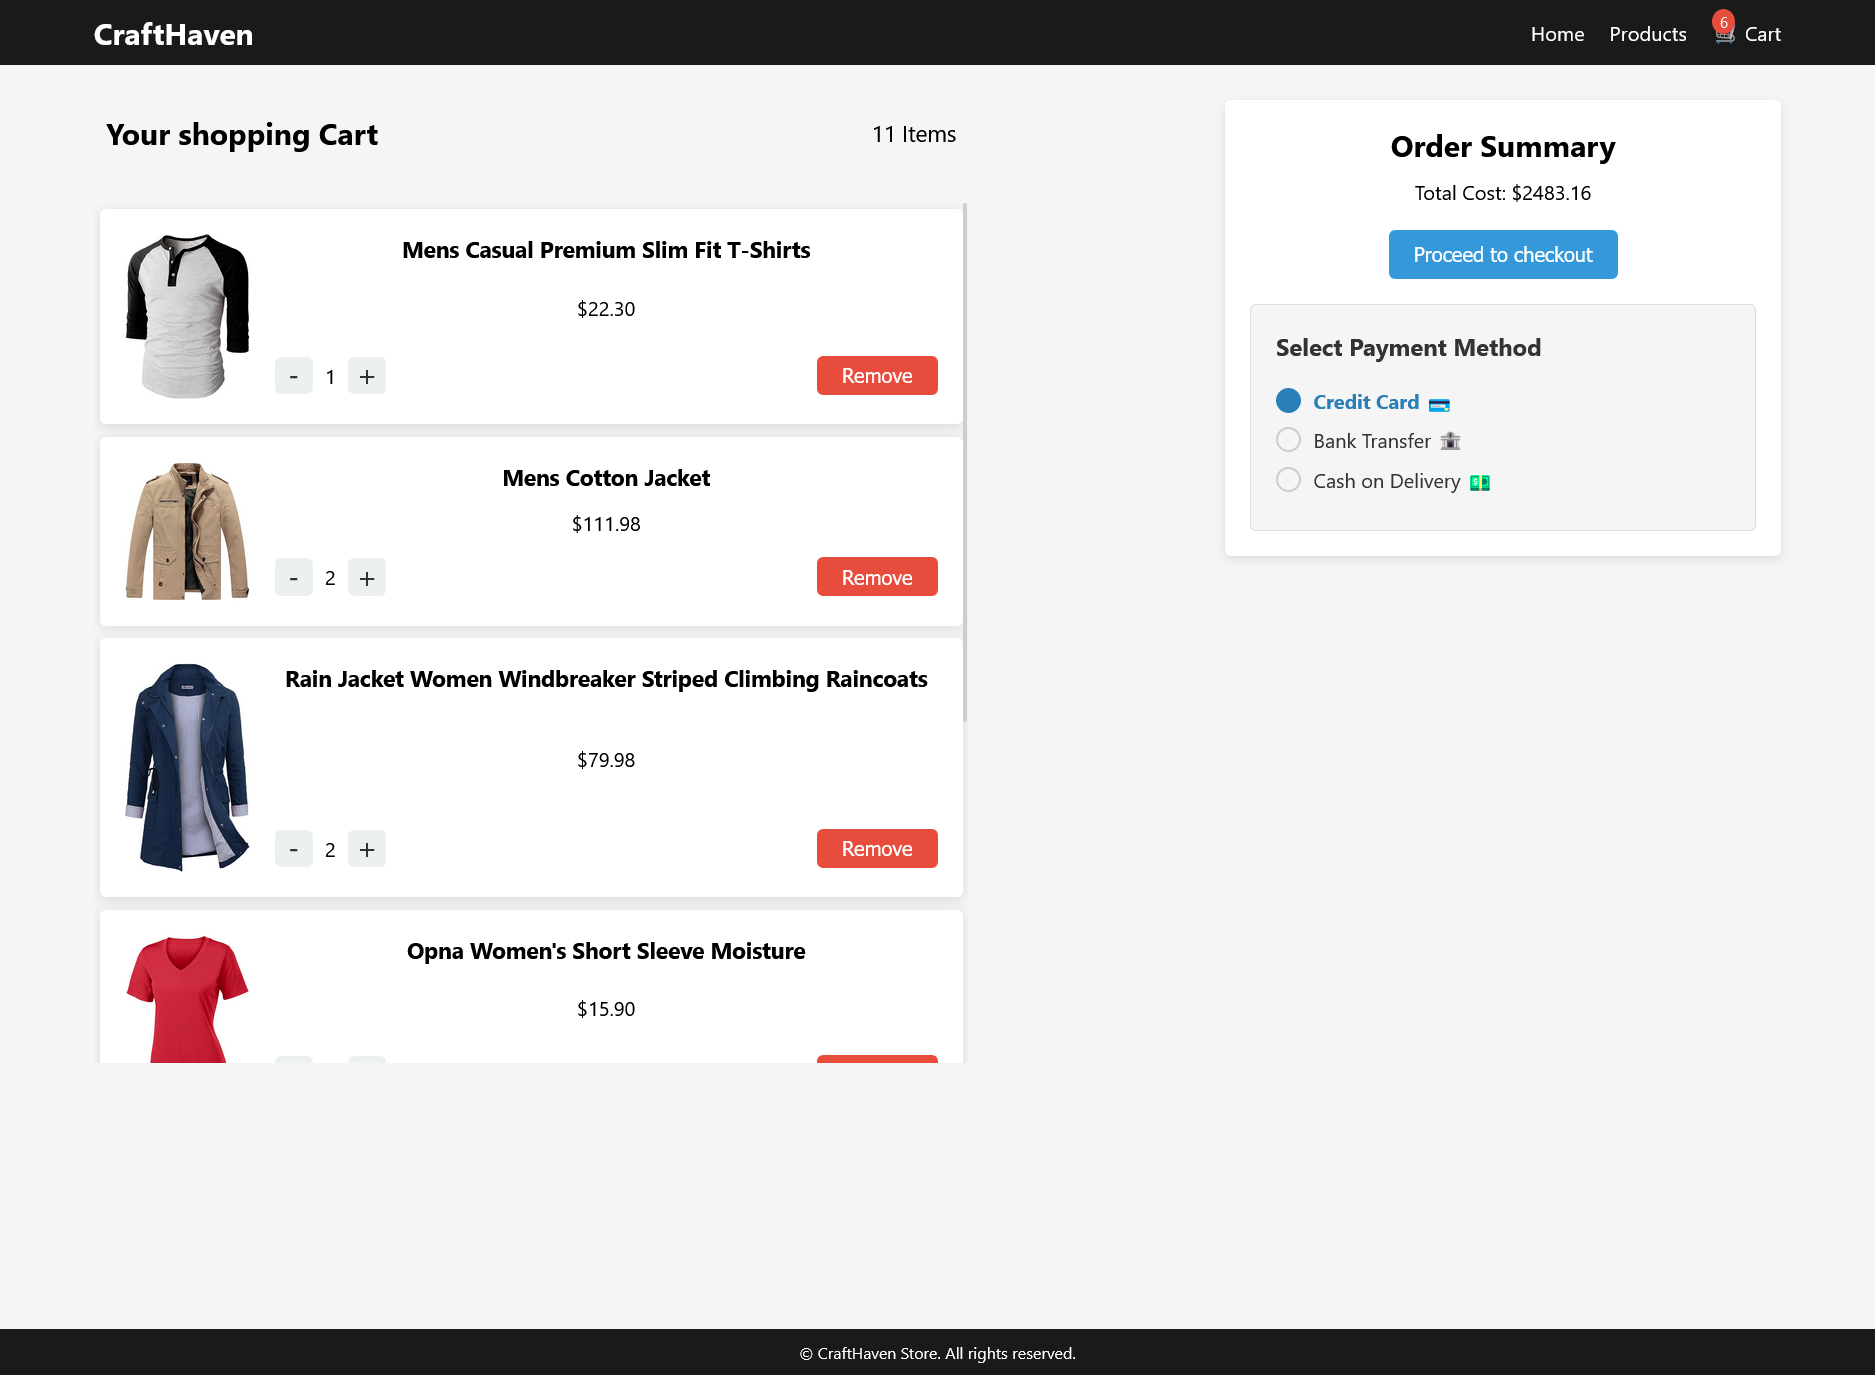 CraftHaven
Home Products 6 Cart
Your shopping Cart 11 Items
Mens Casual Premium Slim Fit T-Shirts
$22.30
- 1 + Remove
Mens Cotton Jacket
$111.98
- 2 + Remove
Rain Jacket Women Windbreaker Striped Climbing Raincoats
$79.98
- 2 + Remove
Opna Women's Short Sleeve Moisture
$15.90
Order Summary
Total Cost: $2483.16
Proceed to checkout
Select Payment Method
Credit Card
Bank Transfer
Cash on Delivery
© CraftHaven Store. All rights reserved.